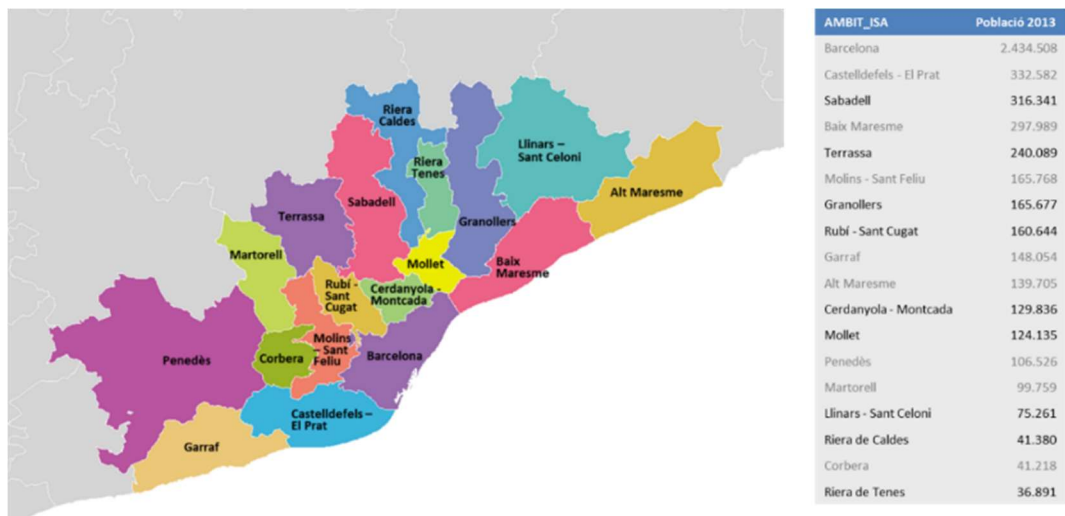 Riera
Caldes
Llinars –
Sant Celoni
Riera
Tenes
Alt Maresme
Sabadell
Terrassa
Granollers
Martorell
Mollet
Baix
Maresme
Rubí -
Sant
Cugat
Cerdanyola -
Montcada
Molins
– Sant
Feliu
Barcelona
Corbera
Penedès
Castelldefels –
El Prat
Garraf
AMBIT_ISA Població 2013
Barcelona 2.434.508
Castelldefels - El Prat 332.582
Sabadell 316.341
Baix Maresme 297.989
Terrassa 240.089
Molins - Sant Feliu 165.768
Granollers 165.677
Rubí - Sant Cugat 160.644
Garraf 148.054
Alt Maresme 139.705
Cerdanyola - Montcada 129.836
Mollet 124.135
Penedès 106.526
Martorell 99.759
Llinars - Sant Celoni 75.261
Riera de Caldes 41.380
Corbera 41.218
Riera de Tenes 36.891